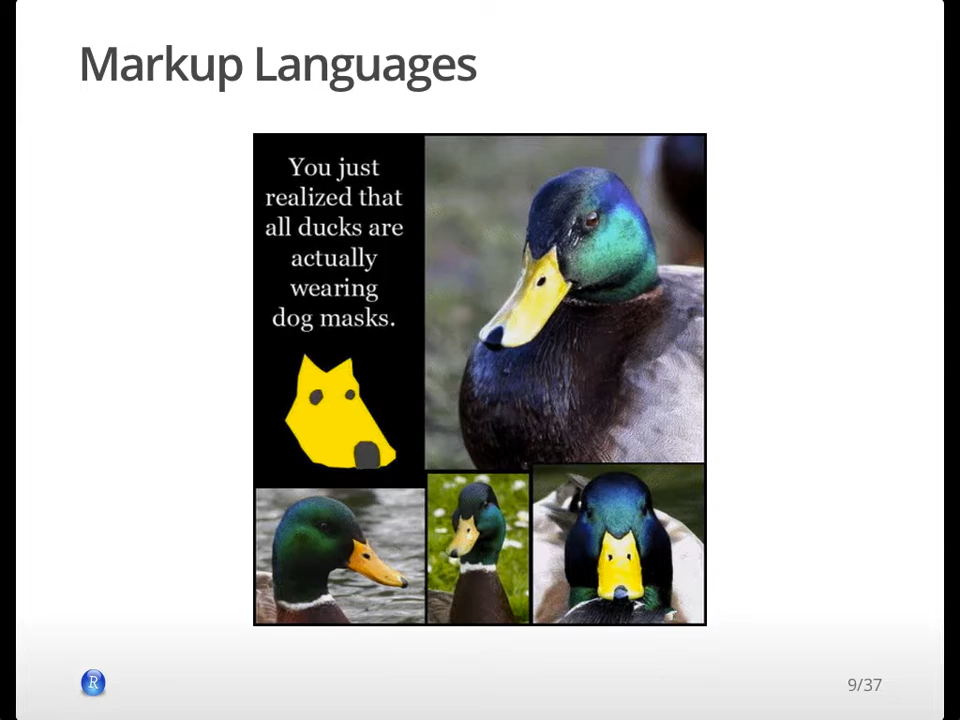 Markup Languages
You just
realized that
all ducks are
actually
wearing
dog masks.
R
9/37